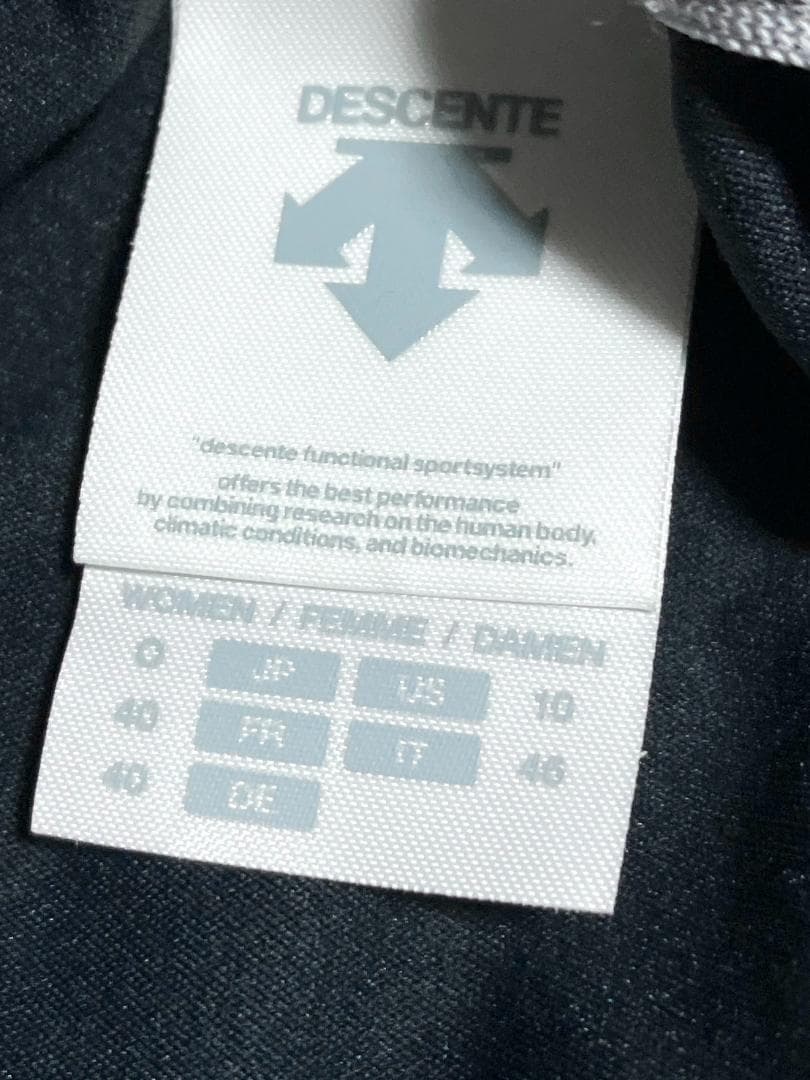 DESCENTE
"descente functional sportsystem"
offers the best performance
by combining research on the human body,
climatic conditions, and biomechanics.
WOMEN / FEMME / DAMEN
O JP US 10
40 FR IT 46
40 DE